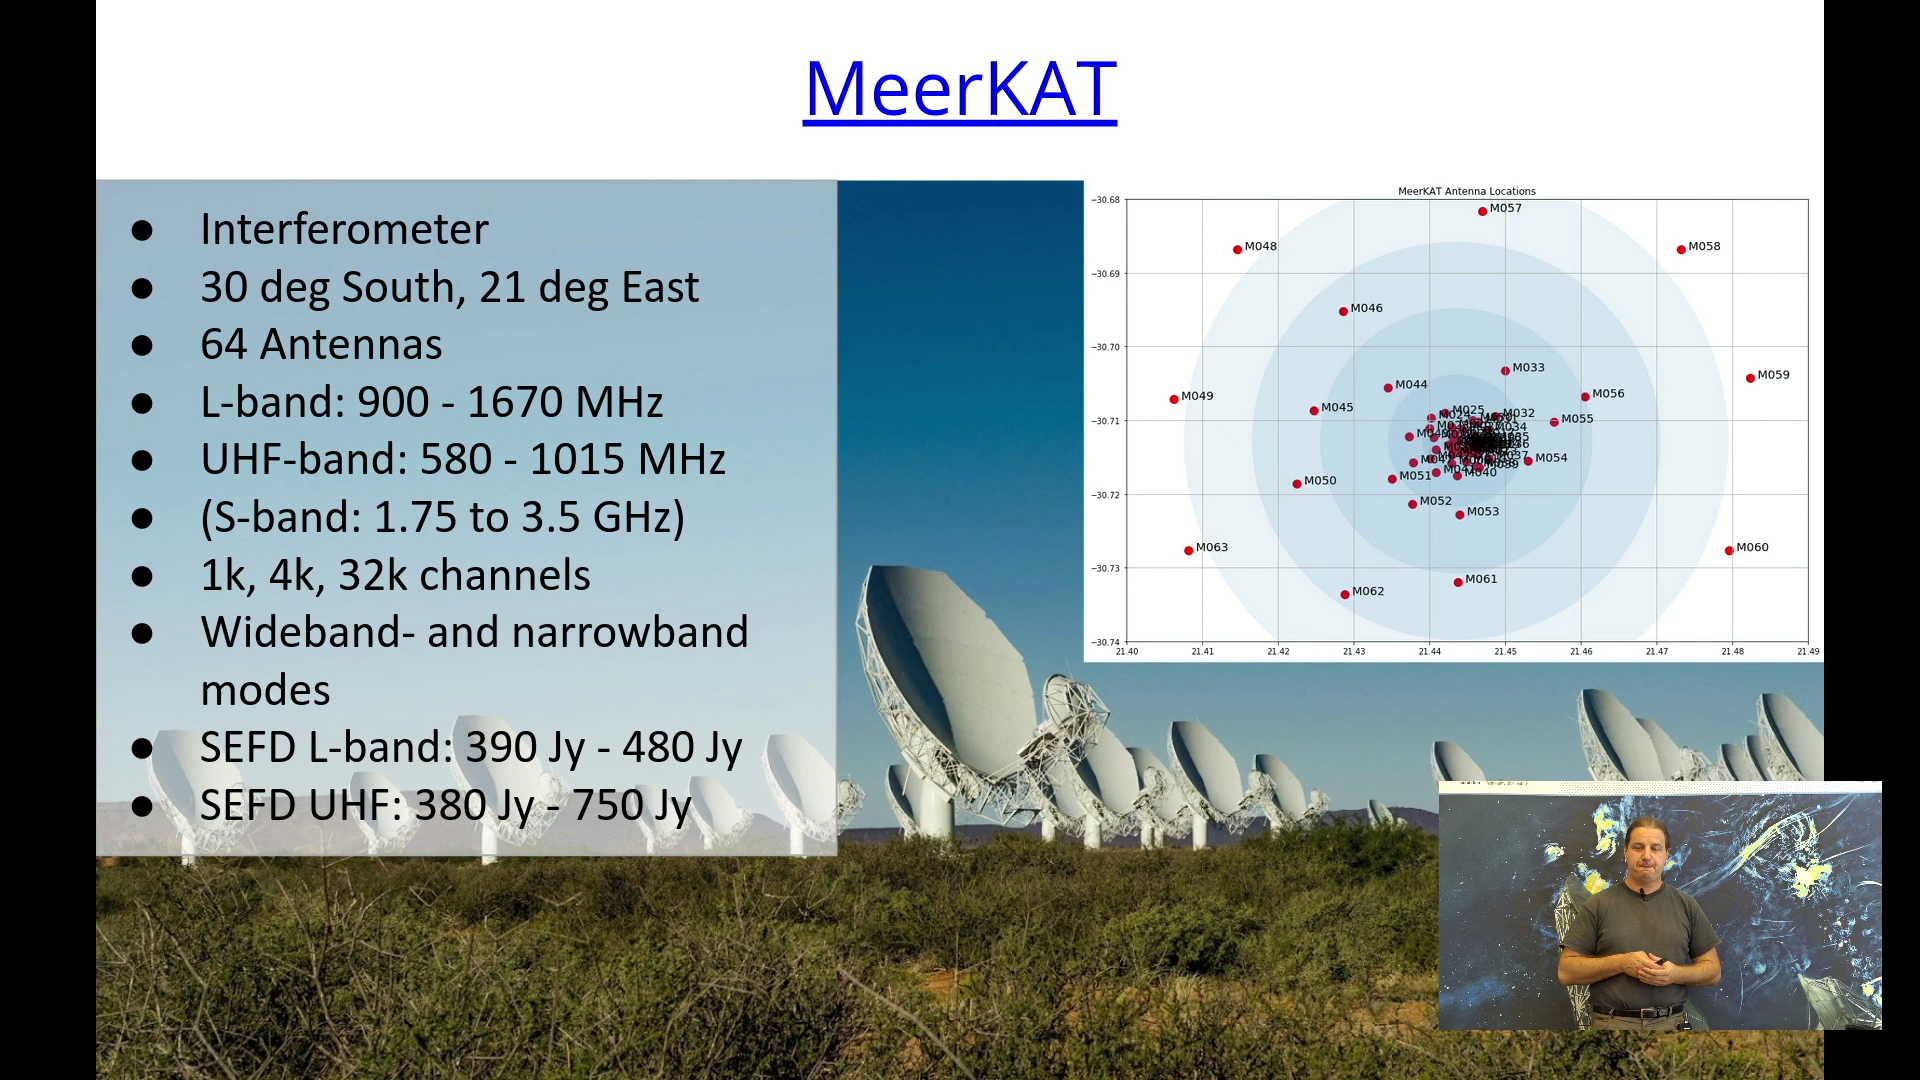 MeerKAT
● Interferometer
● 30 deg South, 21 deg East
● 64 Antennas
● L-band: 900 - 1670 MHz
● UHF-band: 580 - 1015 MHz
● (S-band: 1.75 to 3.5 GHz)
● 1k, 4k, 32k channels
● Wideband- and narrowband
modes
● SEFD L-band: 390 Jy - 480 Jy
● SEFD UHF: 380 Jy - 750 Jy
MeerKAT Antenna Locations
−30.68
−30.69
−30.70
−30.71
−30.72
−30.73
−30.74
21.40 21.41 21.42 21.43 21.44 21.45 21.46 21.47 21.48 21.49
M057
M048
M058
M046
M033
M059
M044
M056
M049
M045
M025
M032
M055
M034
M054
M051
M050
M040
M052
M053
M063
M060
M061
M062